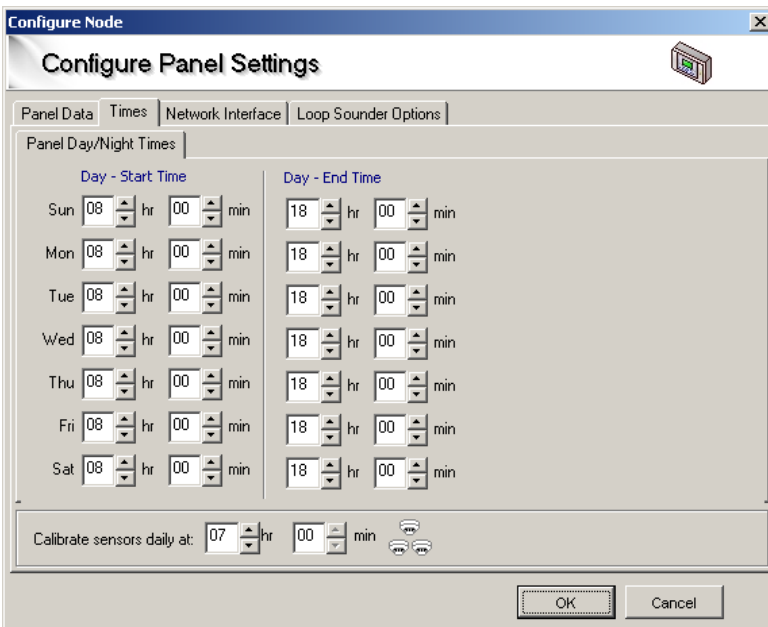 Configure Node
Configure Panel Settings
Panel Data Times Network Interface Loop Sounder Options
Panel Day/Night Times
Day - Start Time Day - End Time
Sun 08 hr 00 min 18 hr 00 min
Mon 08 hr 00 min 18 hr 00 min
Tue 08 hr 00 min 18 hr 00 min
Wed 08 hr 00 min 18 hr 00 min
Thu 08 hr 00 min 18 hr 00 min
Fri 08 hr 00 min 18 hr 00 min
Sat 08 hr 00 min 18 hr 00 min
Calibrate sensors daily at: 07 hr 00 min
OK Cancel